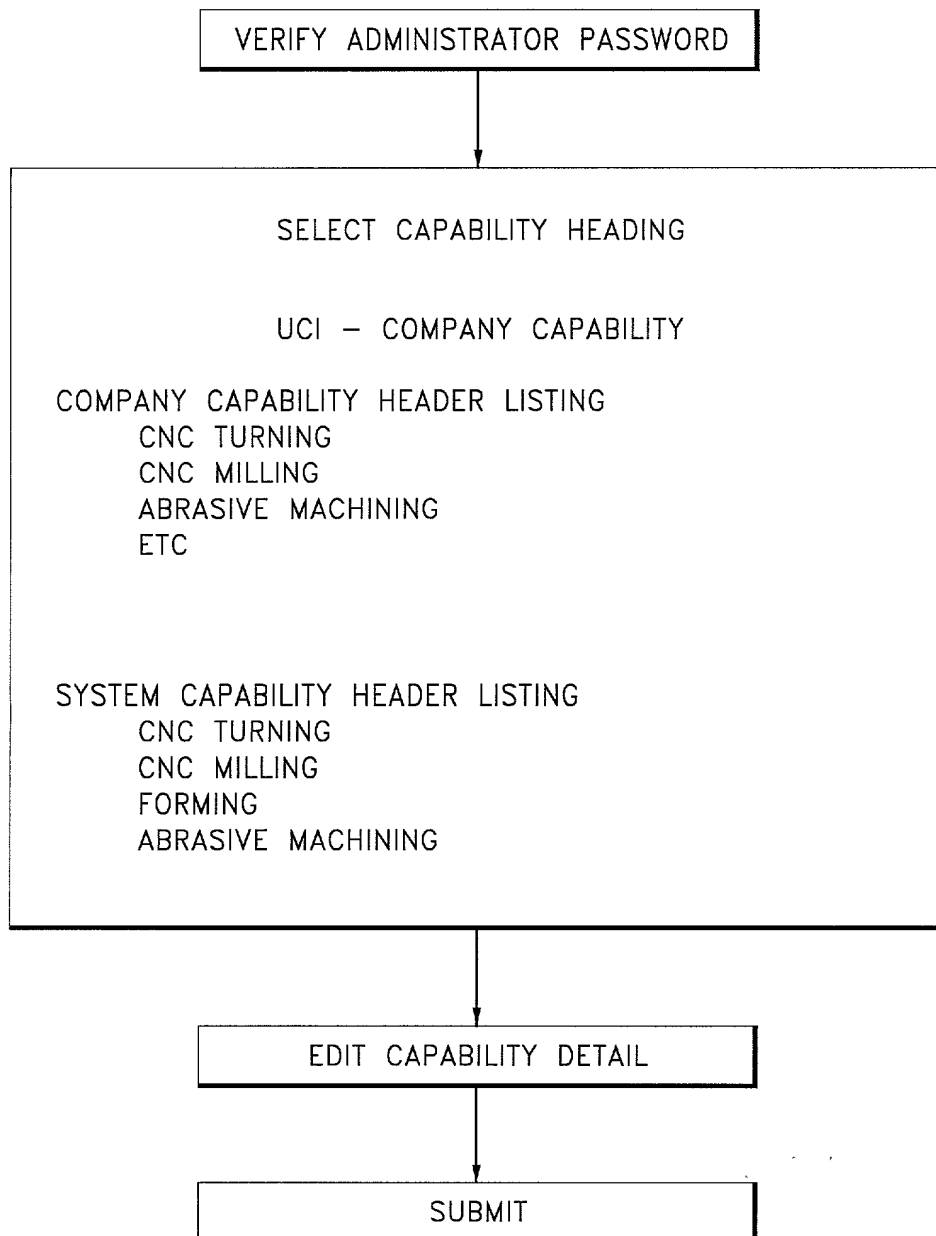 VERIFY ADMINISTRATOR PASSWORD
SELECT CAPABILITY HEADING
UCI – COMPANY CAPABILITY
COMPANY CAPABILITY HEADER LISTING
CNC TURNING
CNC MILLING
ABRASIVE MACHINING
ETC
SYSTEM CAPABILITY HEADER LISTING
CNC TURNING
CNC MILLING
FORMING
ABRASIVE MACHINING
EDIT CAPABILITY DETAIL
SUBMIT